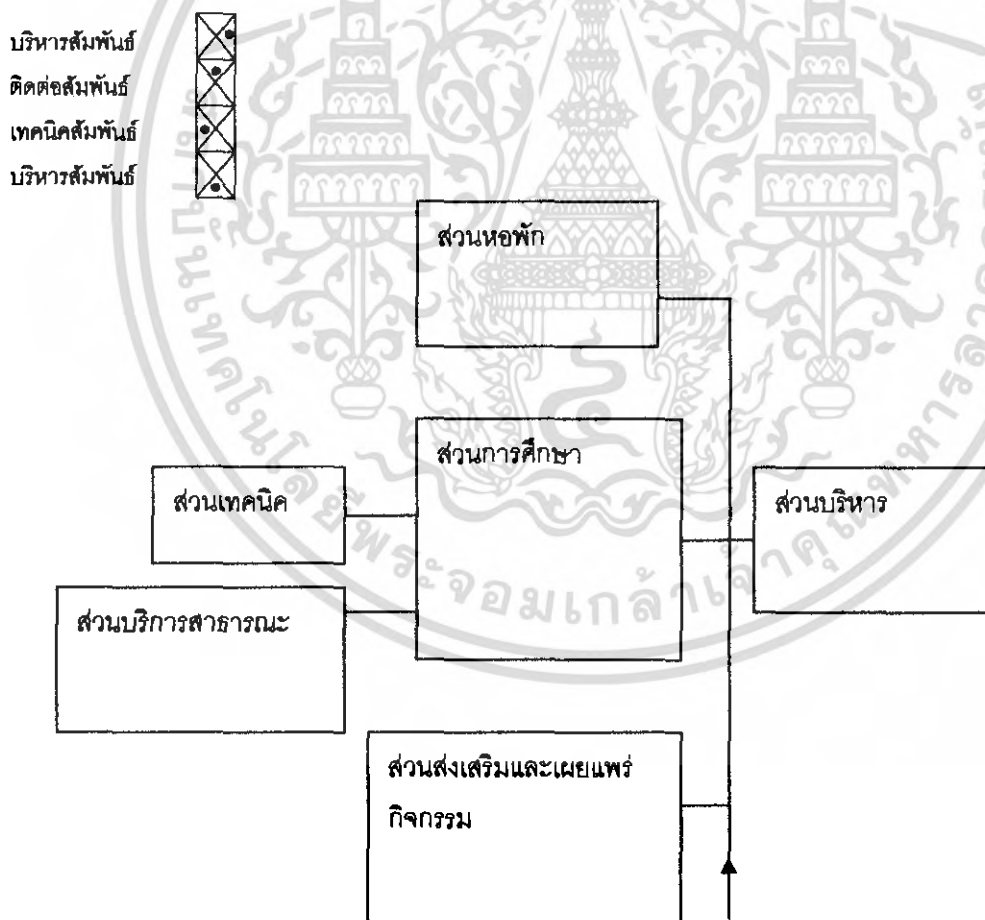 บริหารสัมพันธ์
ติดต่อสัมพันธ์
เทคนิคสัมพันธ์
บริหารสัมพันธ์
ส่วนหอพัก
ส่วนการศึกษา
ส่วนเทคนิค
ส่วนบริหาร
ส่วนบริการสาธารณะ
ส่วนส่งเสริมและเผยแพร่
กิจกรรม